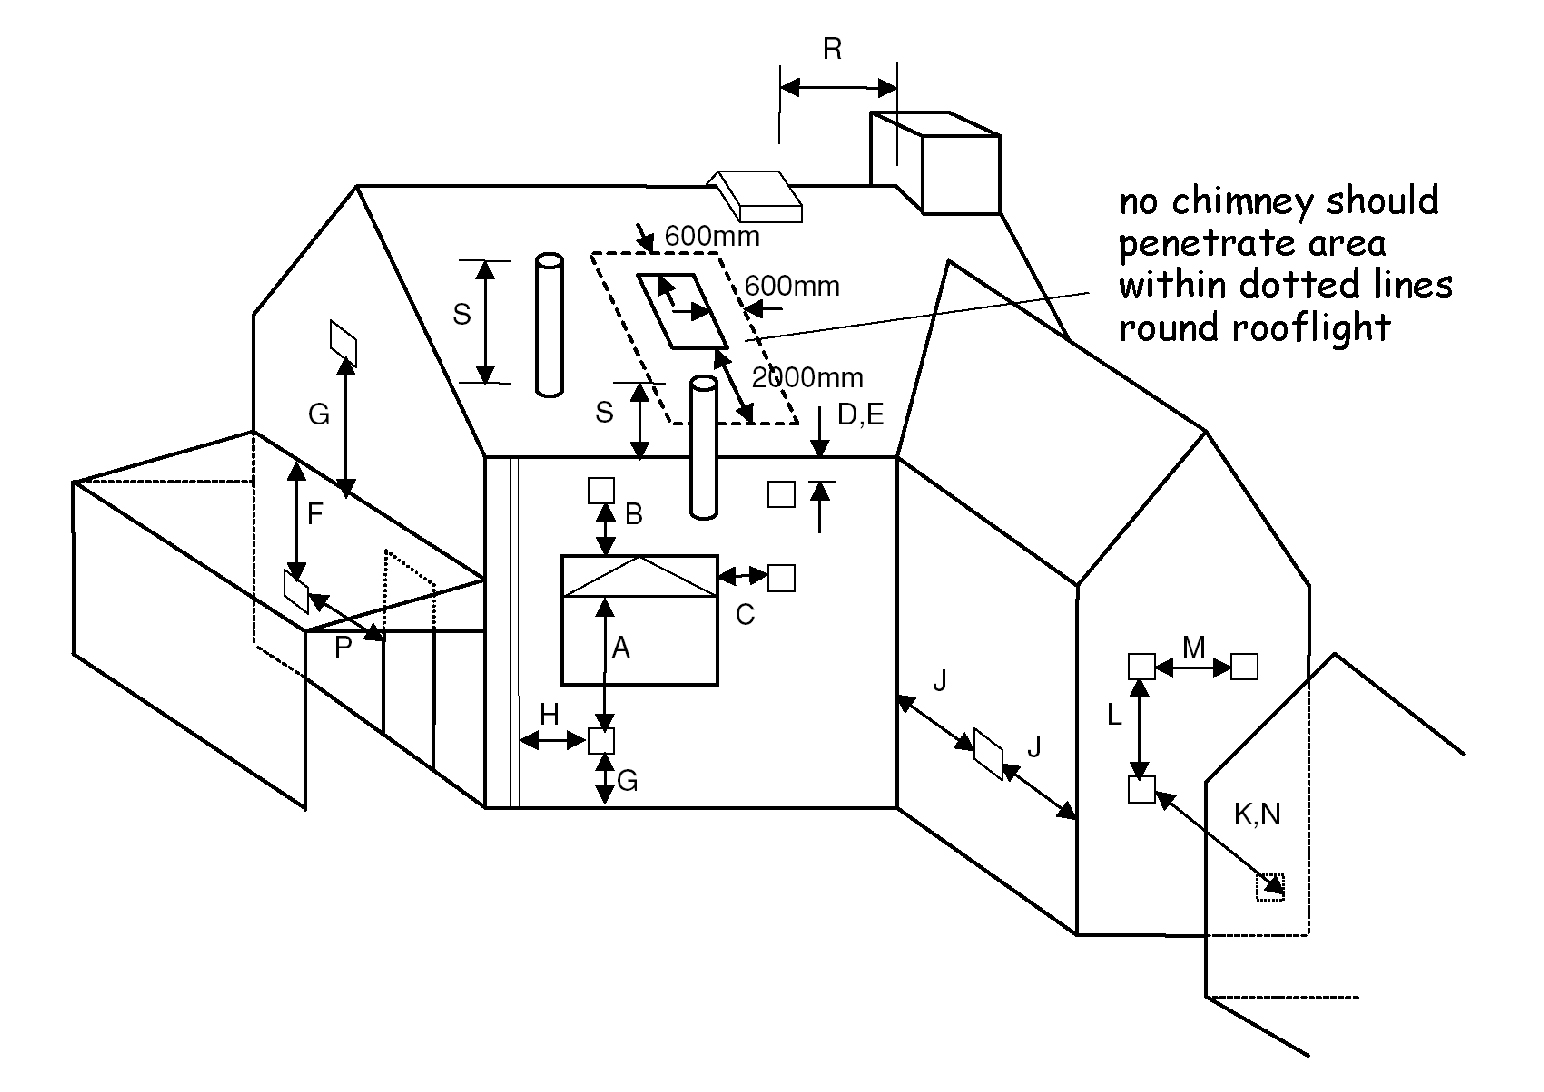 R
no chimney should
penetrate area
within dotted lines
round rooflight
600mm
600mm
S
2000mm
G
S
D,E
F
B
C
P
A
M
J
H
L
J
G
K,N